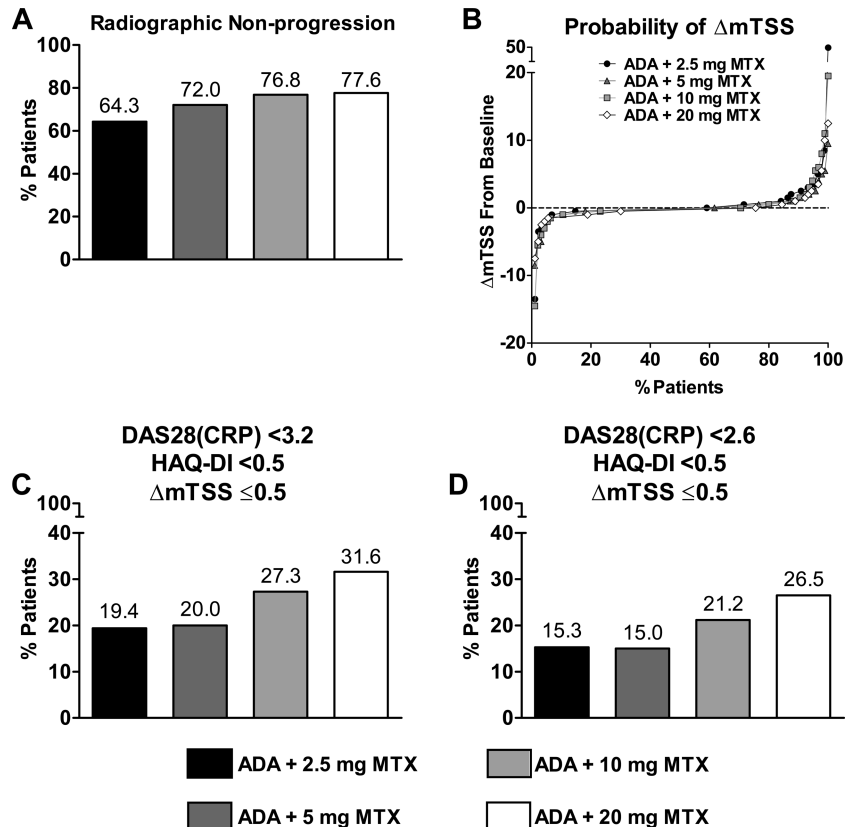 A
Radiographic Non-progression
% Patients
100
80
60
40
20
0
64.3
72.0
76.8
77.6
B
Probability of ΔmTSS
ΔmTSS From Baseline
50
20
10
0
-10
-20
ADA + 2.5 mg MTX
ADA + 5 mg MTX
ADA + 10 mg MTX
ADA + 20 mg MTX
0 20 40 60 80 100
% Patients
C
DAS28(CRP) <3.2
HAQ-DI <0.5
ΔmTSS ≤0.5
% Patients
100
40
30
20
10
0
19.4
20.0
27.3
31.6
D
DAS28(CRP) <2.6
HAQ-DI <0.5
ΔmTSS ≤0.5
% Patients
100
40
30
20
10
0
15.3
15.0
21.2
26.5
ADA + 2.5 mg MTX
ADA + 5 mg MTX
ADA + 10 mg MTX
ADA + 20 mg MTX